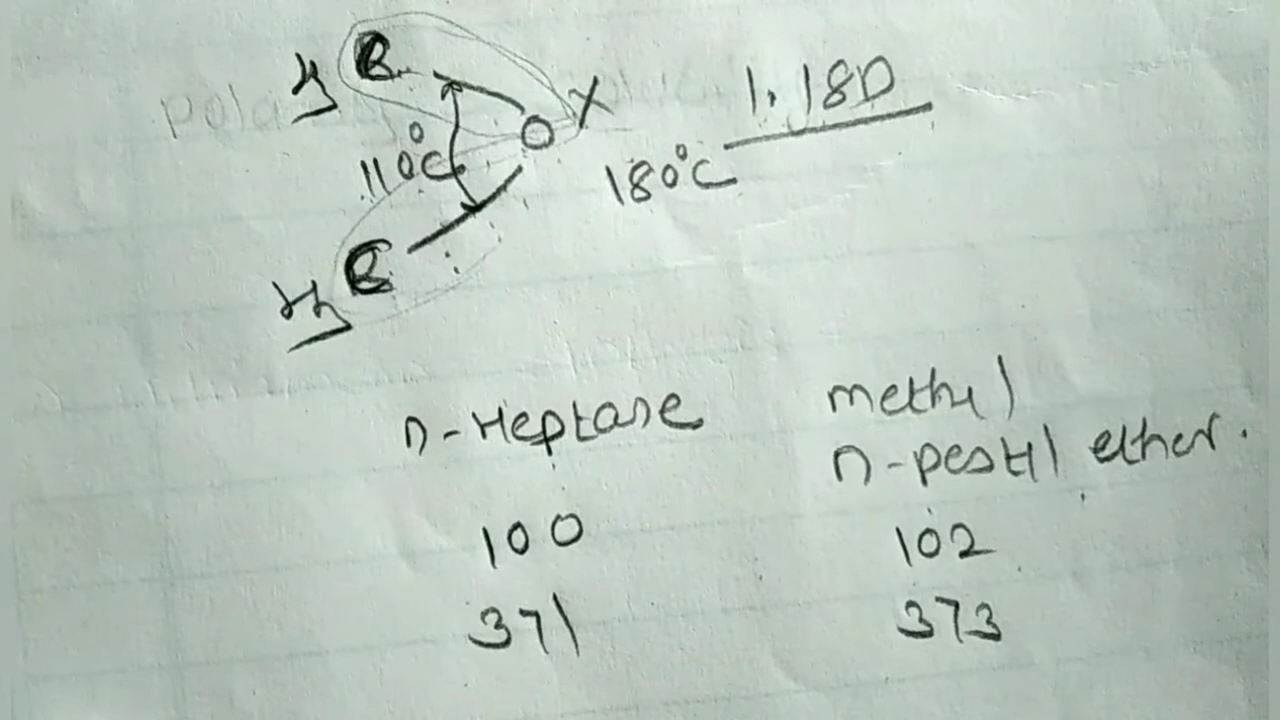 1.18D
O X
110°C
180°C
n-Heptane
methyl
n-pentyl ether.
100
102
371
373